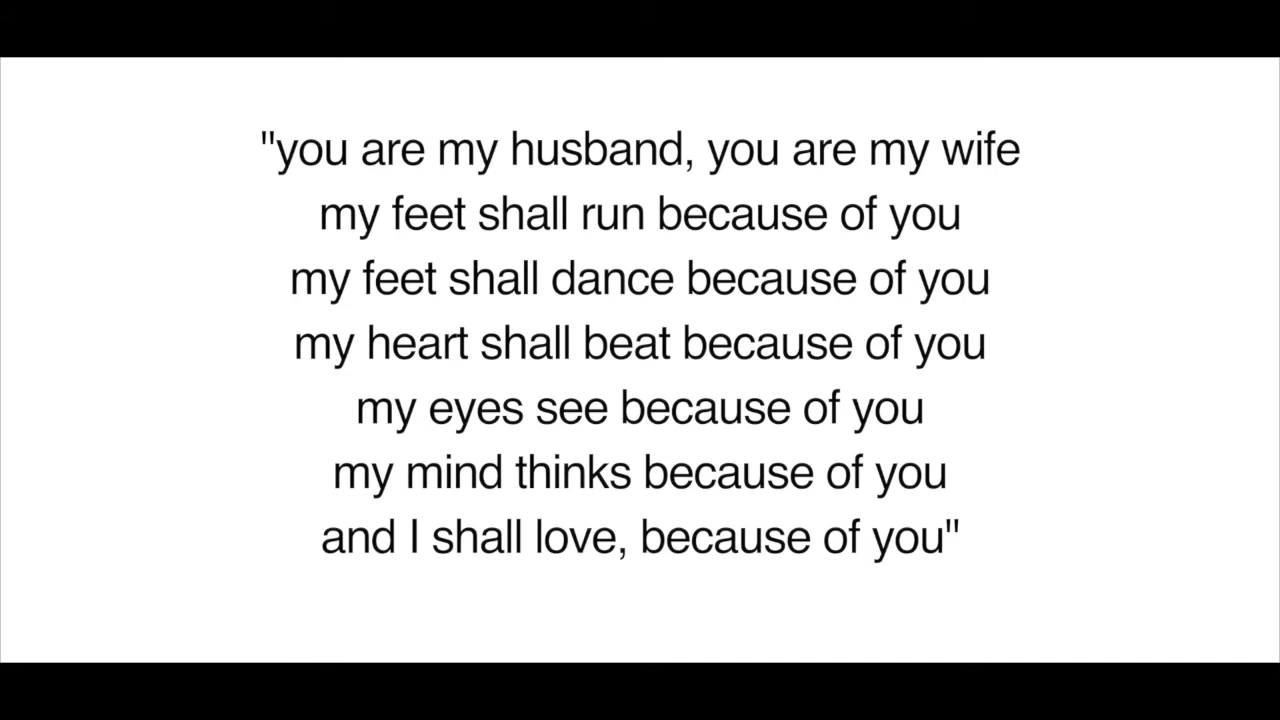 "you are my husband, you are my wife
my feet shall run because of you
my feet shall dance because of you
my heart shall beat because of you
my eyes see because of you
my mind thinks because of you
and I shall love, because of you"